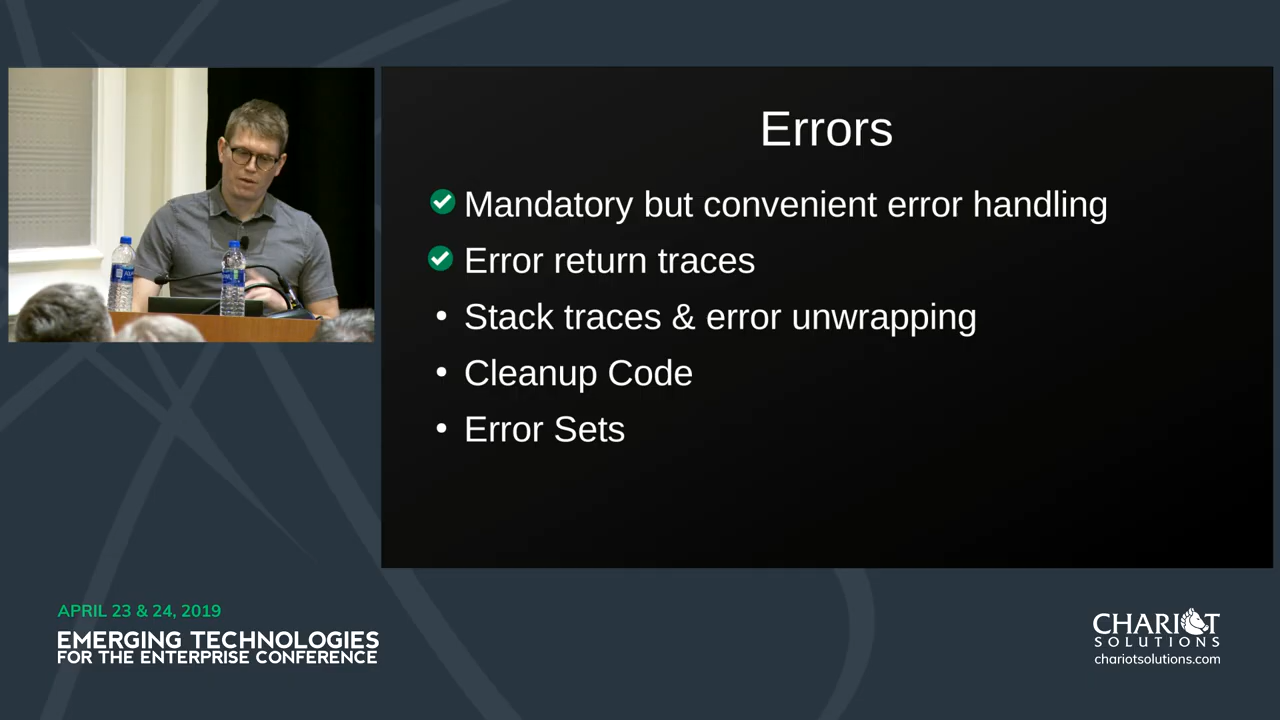 Errors
Mandatory but convenient error handling
Error return traces
Stack traces & error unwrapping
Cleanup Code
Error Sets
APRIL 23 & 24, 2019
EMERGING TECHNOLOGIES
FOR THE ENTERPRISE CONFERENCE
CHARIOT
SOLUTIONS
chariotsolutions.com